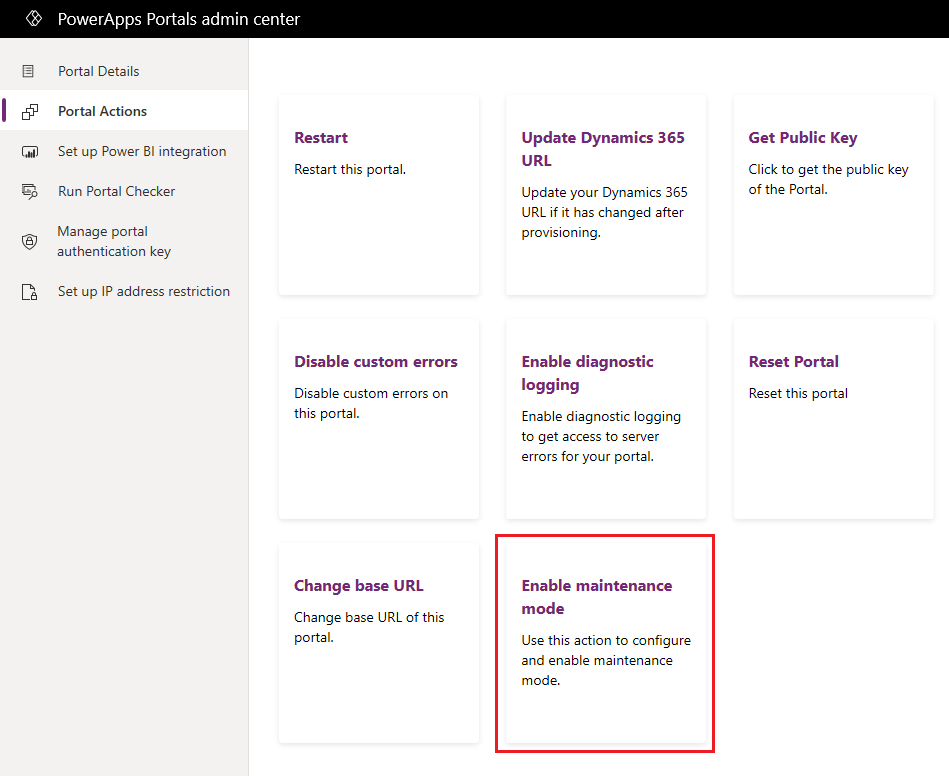 PowerApps Portals admin center
Portal Details
Portal Actions
Set up Power BI integration
Run Portal Checker
Manage portal
authentication key
Set up IP address restriction
Restart
Restart this portal.
Update Dynamics 365
URL
Update your Dynamics 365
URL if it has changed after
provisioning.
Get Public Key
Click to get the public key
of the Portal.
Disable custom errors
Disable custom errors on
this portal.
Enable diagnostic
logging
Enable diagnostic logging
to get access to server
errors for your portal.
Reset Portal
Reset this portal
Change base URL
Change base URL of this
portal.
Enable maintenance
mode
Use this action to configure
and enable maintenance
mode.